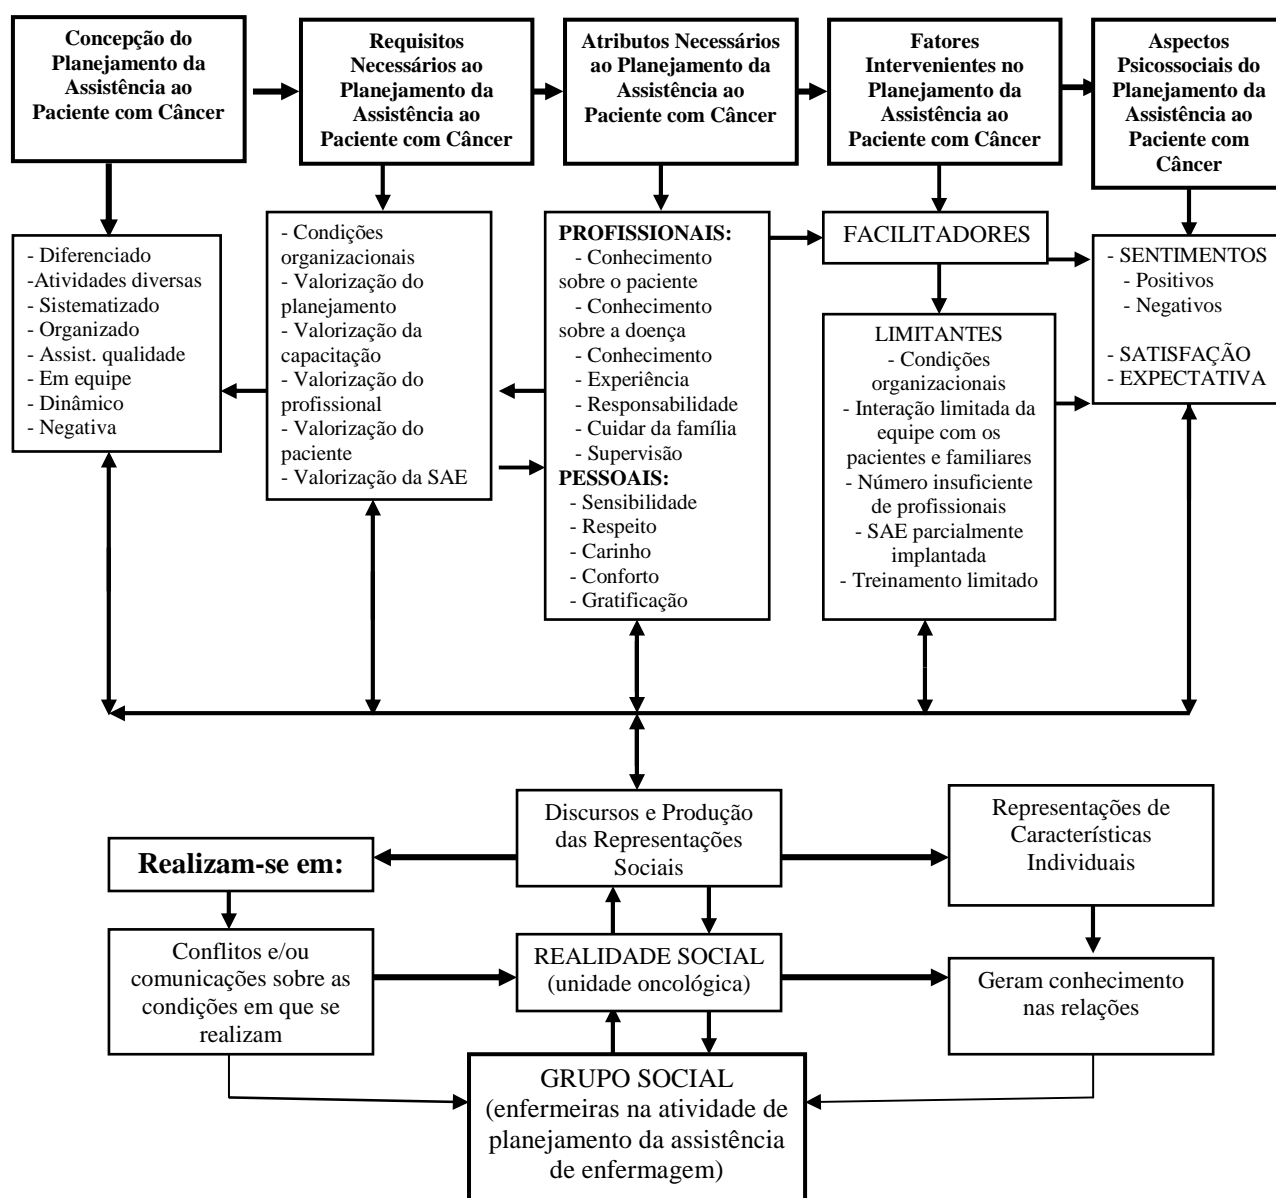 Concepção do
Planejamento da
Assistência ao
Paciente com Câncer
Requisitos
Necessários ao
Planejamento da
Assistência ao
Paciente com Câncer
Atributos Necessários
ao Planejamento da
Assistência ao
Paciente com Câncer
Fatores
Intervenientes no
Planejamento da
Assistência ao
Paciente com Câncer
Aspectos
Psicossociais do
Planejamento da
Assistência ao
Paciente com
Câncer
- Diferenciado
-Atividades diversas
- Sistematizado
- Organizado
- Assist. qualidade
- Em equipe
- Dinâmico
- Negativa
- Condições
organizacionais
- Valorização do
planejamento
- Valorização da
capacitação
- Valorização do
profissional
- Valorização do
paciente
- Valorização da SAE
PROFISSIONAIS:
- Conhecimento
sobre o paciente
- Conhecimento
sobre a doença
- Conhecimento
- Experiência
- Responsabilidade
- Cuidar da família
- Supervisão
PESSOAIS:
- Sensibilidade
- Respeito
- Carinho
- Conforto
- Gratificação
FACILITADORES
LIMITANTES
- Condições
organizacionais
- Interação limitada da
equipe com os
pacientes e familiares
- Número insuficiente
de profissionais
- SAE parcialmente
implantada
- Treinamento limitado
- SENTIMENTOS
- Positivos
- Negativos
- SATISFAÇÃO
- EXPECTATIVA
Discursos e Produção
das Representações
Sociais
Representações de
Características
Individuais
Realizam-se em:
Conflitos e/ou
comunicações sobre as
condições em que se
realizam
REALIDADE SOCIAL
(unidade oncológica)
Geram conhecimento
nas relações
GRUPO SOCIAL
(enfermeiras na atividade de
planejamento da assistência
de enfermagem)